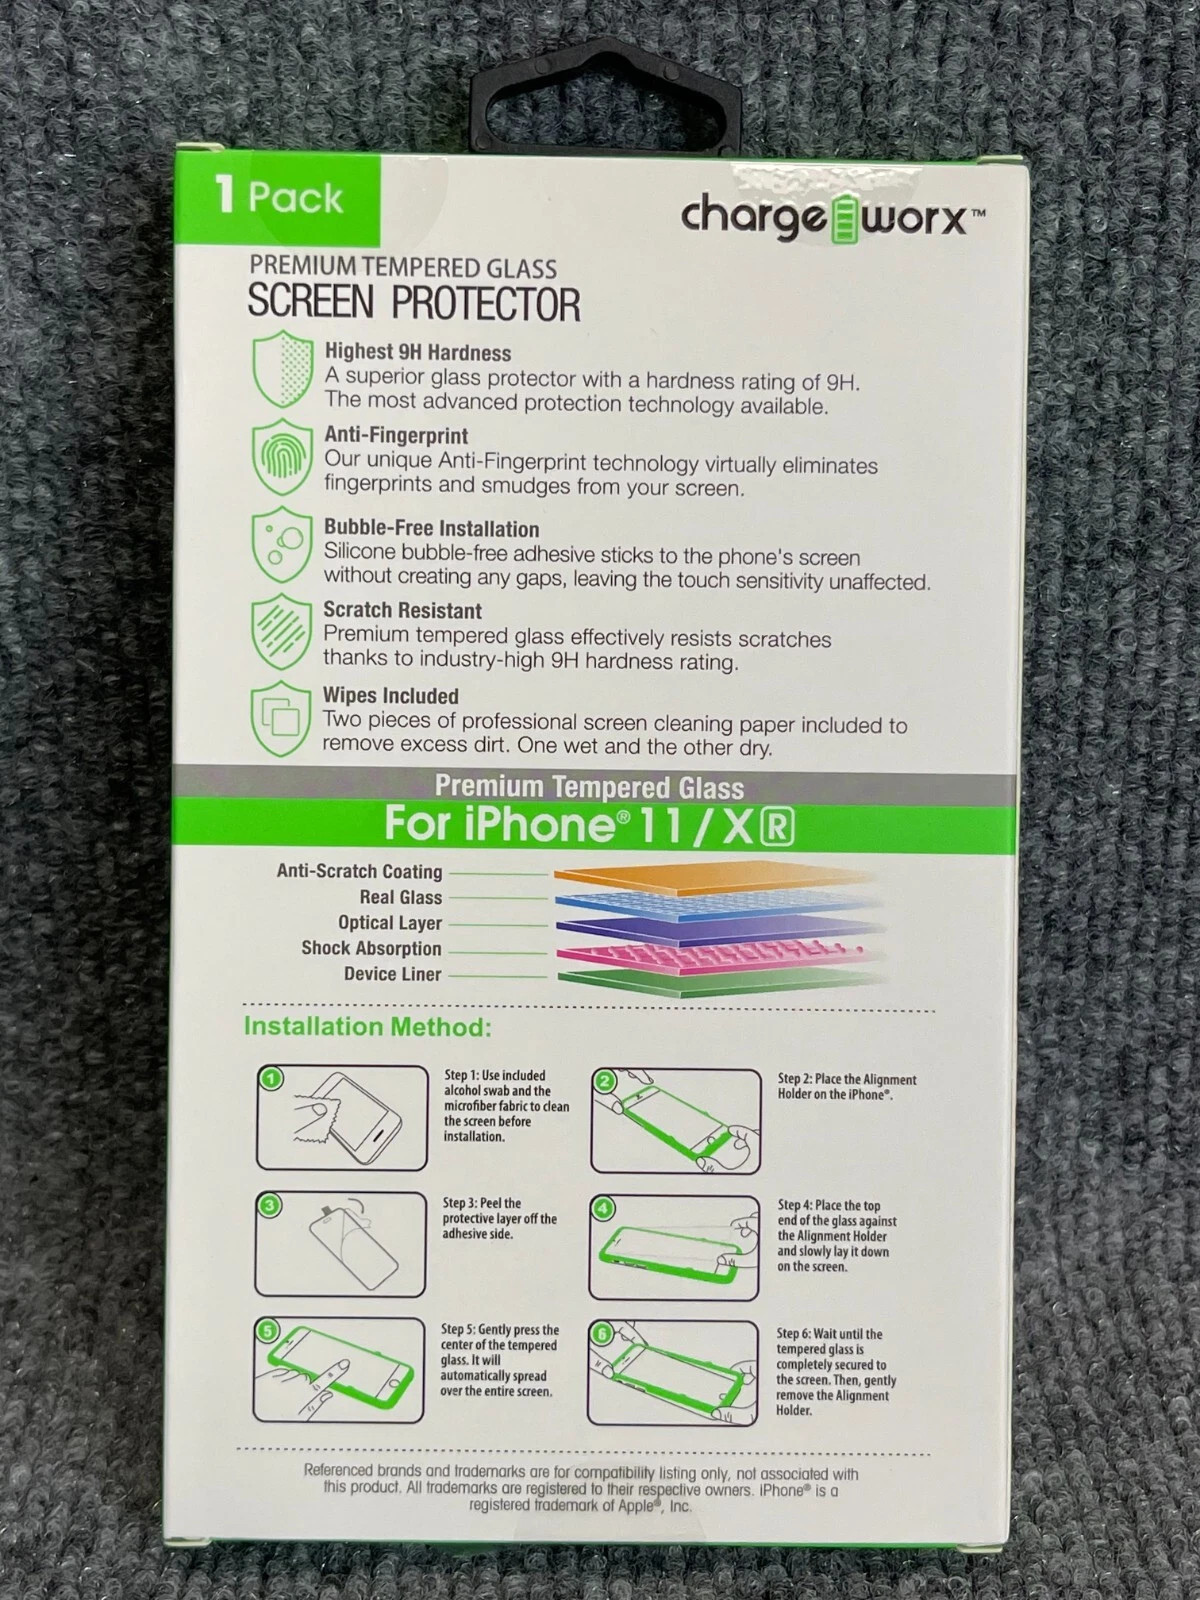 1 Pack
charge worx™
PREMIUM TEMPERED GLASS
SCREEN PROTECTOR
Highest 9H Hardness
A superior glass protector with a hardness rating of 9H.
The most advanced protection technology available.
Anti-Fingerprint
Our unique Anti-Fingerprint technology virtually eliminates
fingerprints and smudges from your screen.
Bubble-Free Installation
Silicone bubble-free adhesive sticks to the phone's screen
without creating any gaps, leaving the touch sensitivity unaffected.
Scratch Resistant
Premium tempered glass effectively resists scratches
thanks to industry-high 9H hardness rating.
Wipes Included
Two pieces of professional screen cleaning paper included to
remove excess dirt. One wet and the other dry.
Premium Tempered Glass
For iPhone® 11/X R
Anti-Scratch Coating
Real Glass
Optical Layer
Shock Absorption
Device Liner
Installation Method:
1
Step 1: Use included
alcohol swab and the
microfiber fabric to clean
the screen before
installation.
2
Step 2: Place the Alignment
Holder on the iPhone®.
3
Step 3: Peel the
protective layer off the
adhesive side.
4
Step 4: Place the top
end of the glass against
the Alignment Holder
and slowly lay it down
on the screen.
5
Step 5: Gently press the
center of the tempered
glass. It will
automatically spread
over the entire screen.
6
Step 6: Wait until the
tempered glass is
completely secured to
the screen. Then, gently
remove the Alignment
Holder.
Referenced brands and trademarks are for compatibility listing only, not associated with
this product. All trademarks are registered to their respective owners. iPhone® is a
registered trademark of Apple®, Inc.